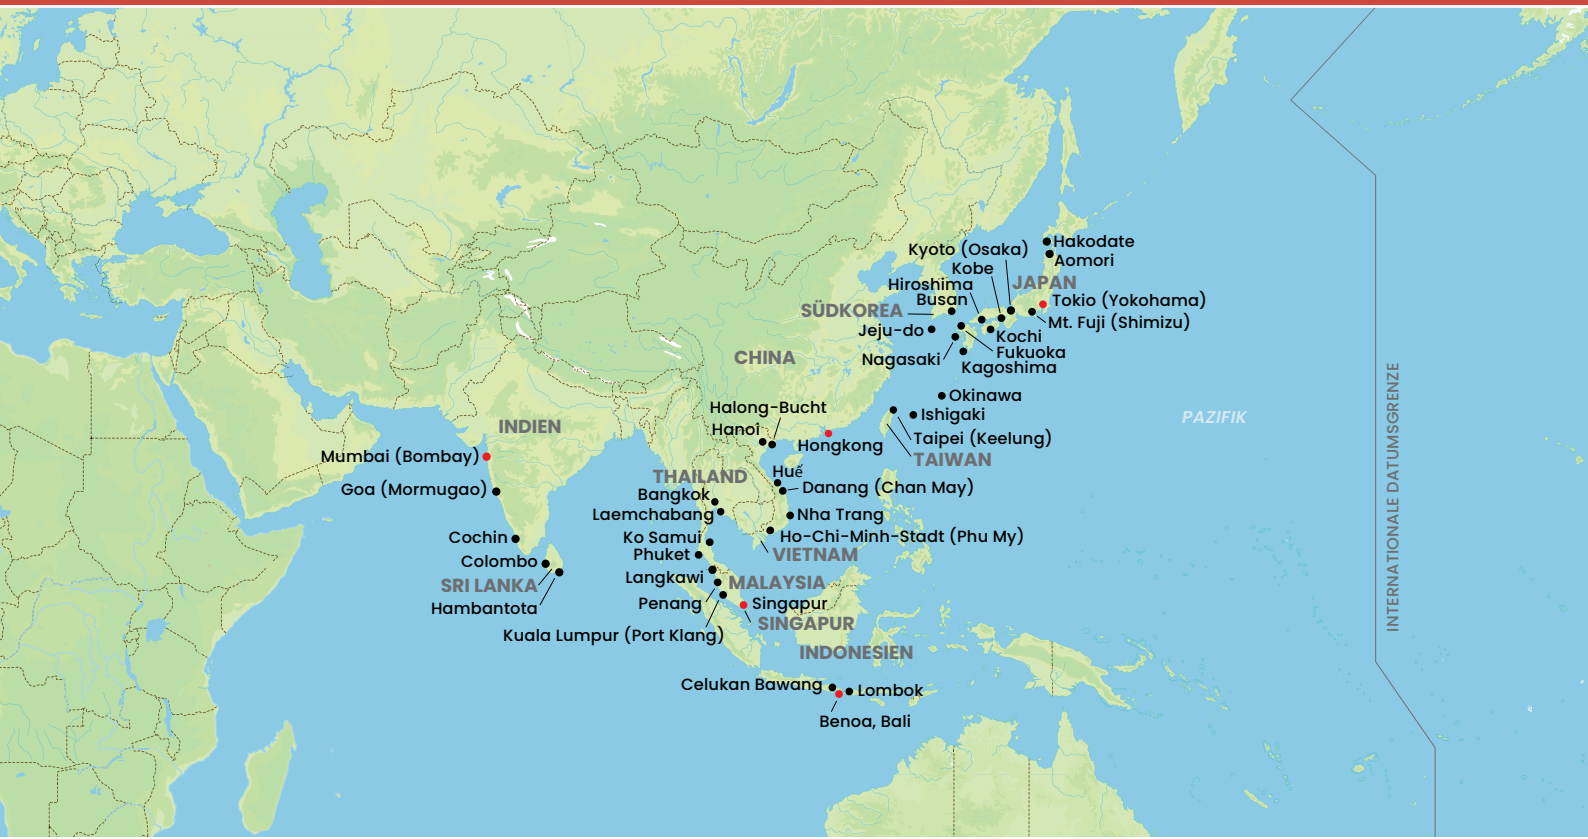 Kyoto (Osaka)
Hakodate
Aormori
Kobe
JAPAN
Hiroshima
Busan
Tokio (Yokohama)
SÜDKOREA
Mt. Fuji (Shimizu)
Jeju-do
Kochi
Fukuoka
Nagasaki
Kagoshima
CHINA
Okinawa
Ishigaki
Halong-Bucht
Hanoi
Hongkong
Taipei (Keelung)
TAIWAN
PAZIFIK
INTERNATIONALE DATUMSGRENZE
INDIEN
Mumbai (Bombay)
Goa (Mormugao)
Cochin
Colombo
SRI LANKA
Hambantota
THAILAND
Huế
Bangkok
Danang (Chan May)
Laemchabang
Nha Trang
Ko Samui
Ho-Chi-Minh-Stadt (Phu My)
Phuket
VIETNAM
Langkawi
MALAYSIA
Penang
Singapur
SINGAPUR
Kuala Lumpur (Port Klang)
INDONESIEN
Celukan Bawang
Lombok
Benoa, Bali